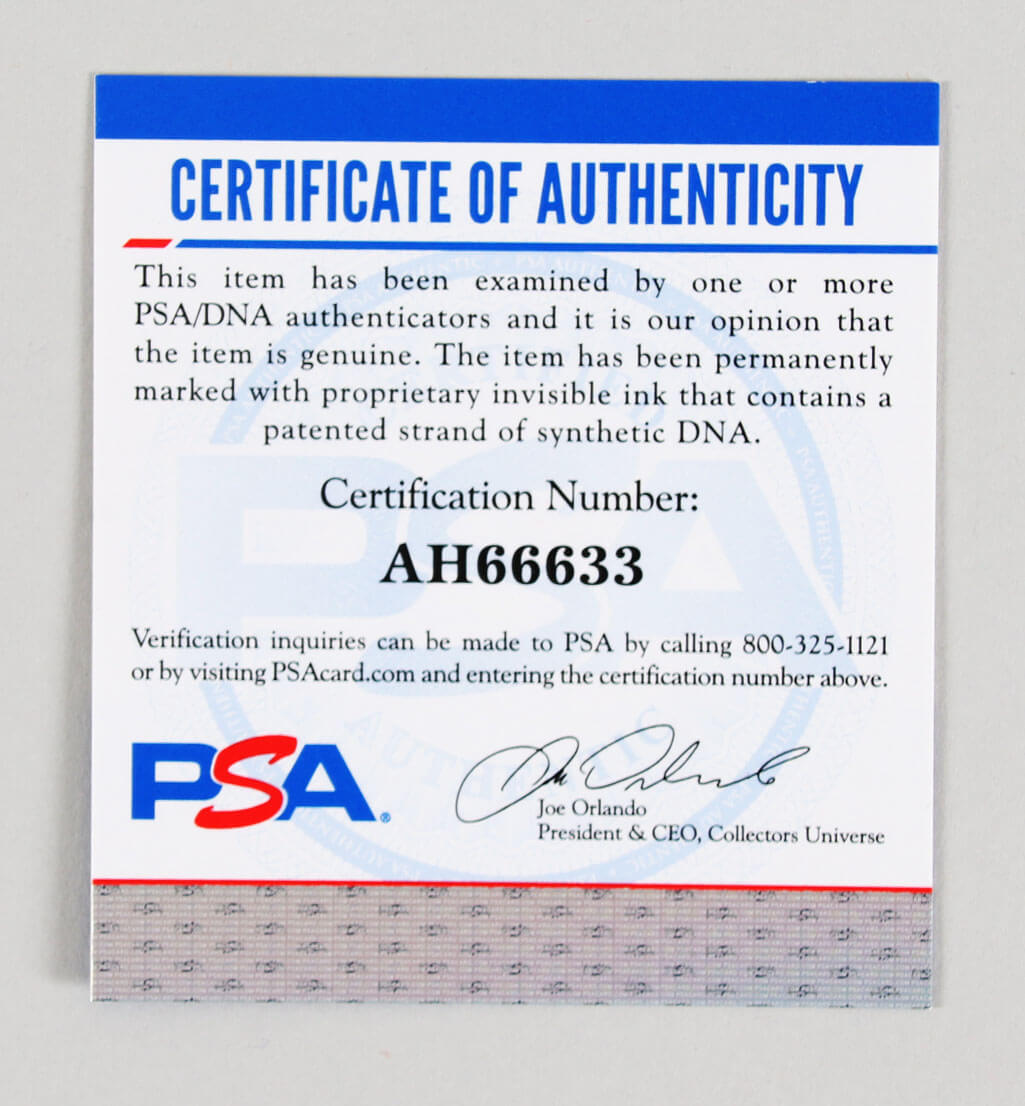 CERTIFICATE OF AUTHENTICITY
This item has been examined by one or more
PSA/DNA authenticators and it is our opinion that
the item is genuine. The item has been permanently
marked with proprietary invisible ink that contains a
patented strand of synthetic DNA.
Certification Number:
AH66633
Verification inquiries can be made to PSA by calling 800-325-1121
or by visiting PSAcard.com and entering the certification number above.
PSA®
Joe Orlando
President & CEO, Collectors Universe